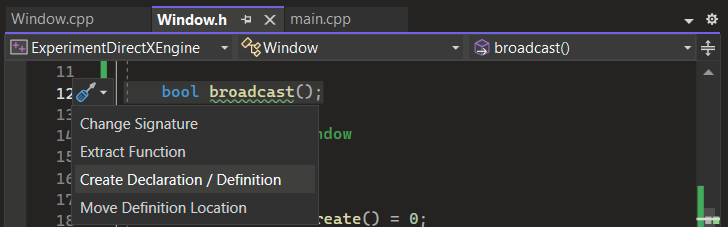 Window.cpp
Window.h
main.cpp
ExperimentDirectXEngine
Window
broadcast()
11
12
bool broadcast();
13
Change Signature
14
ndow
Extract Function
15
16
Create Declaration / Definition
17
Move Definition Location
18
reate() = 0;